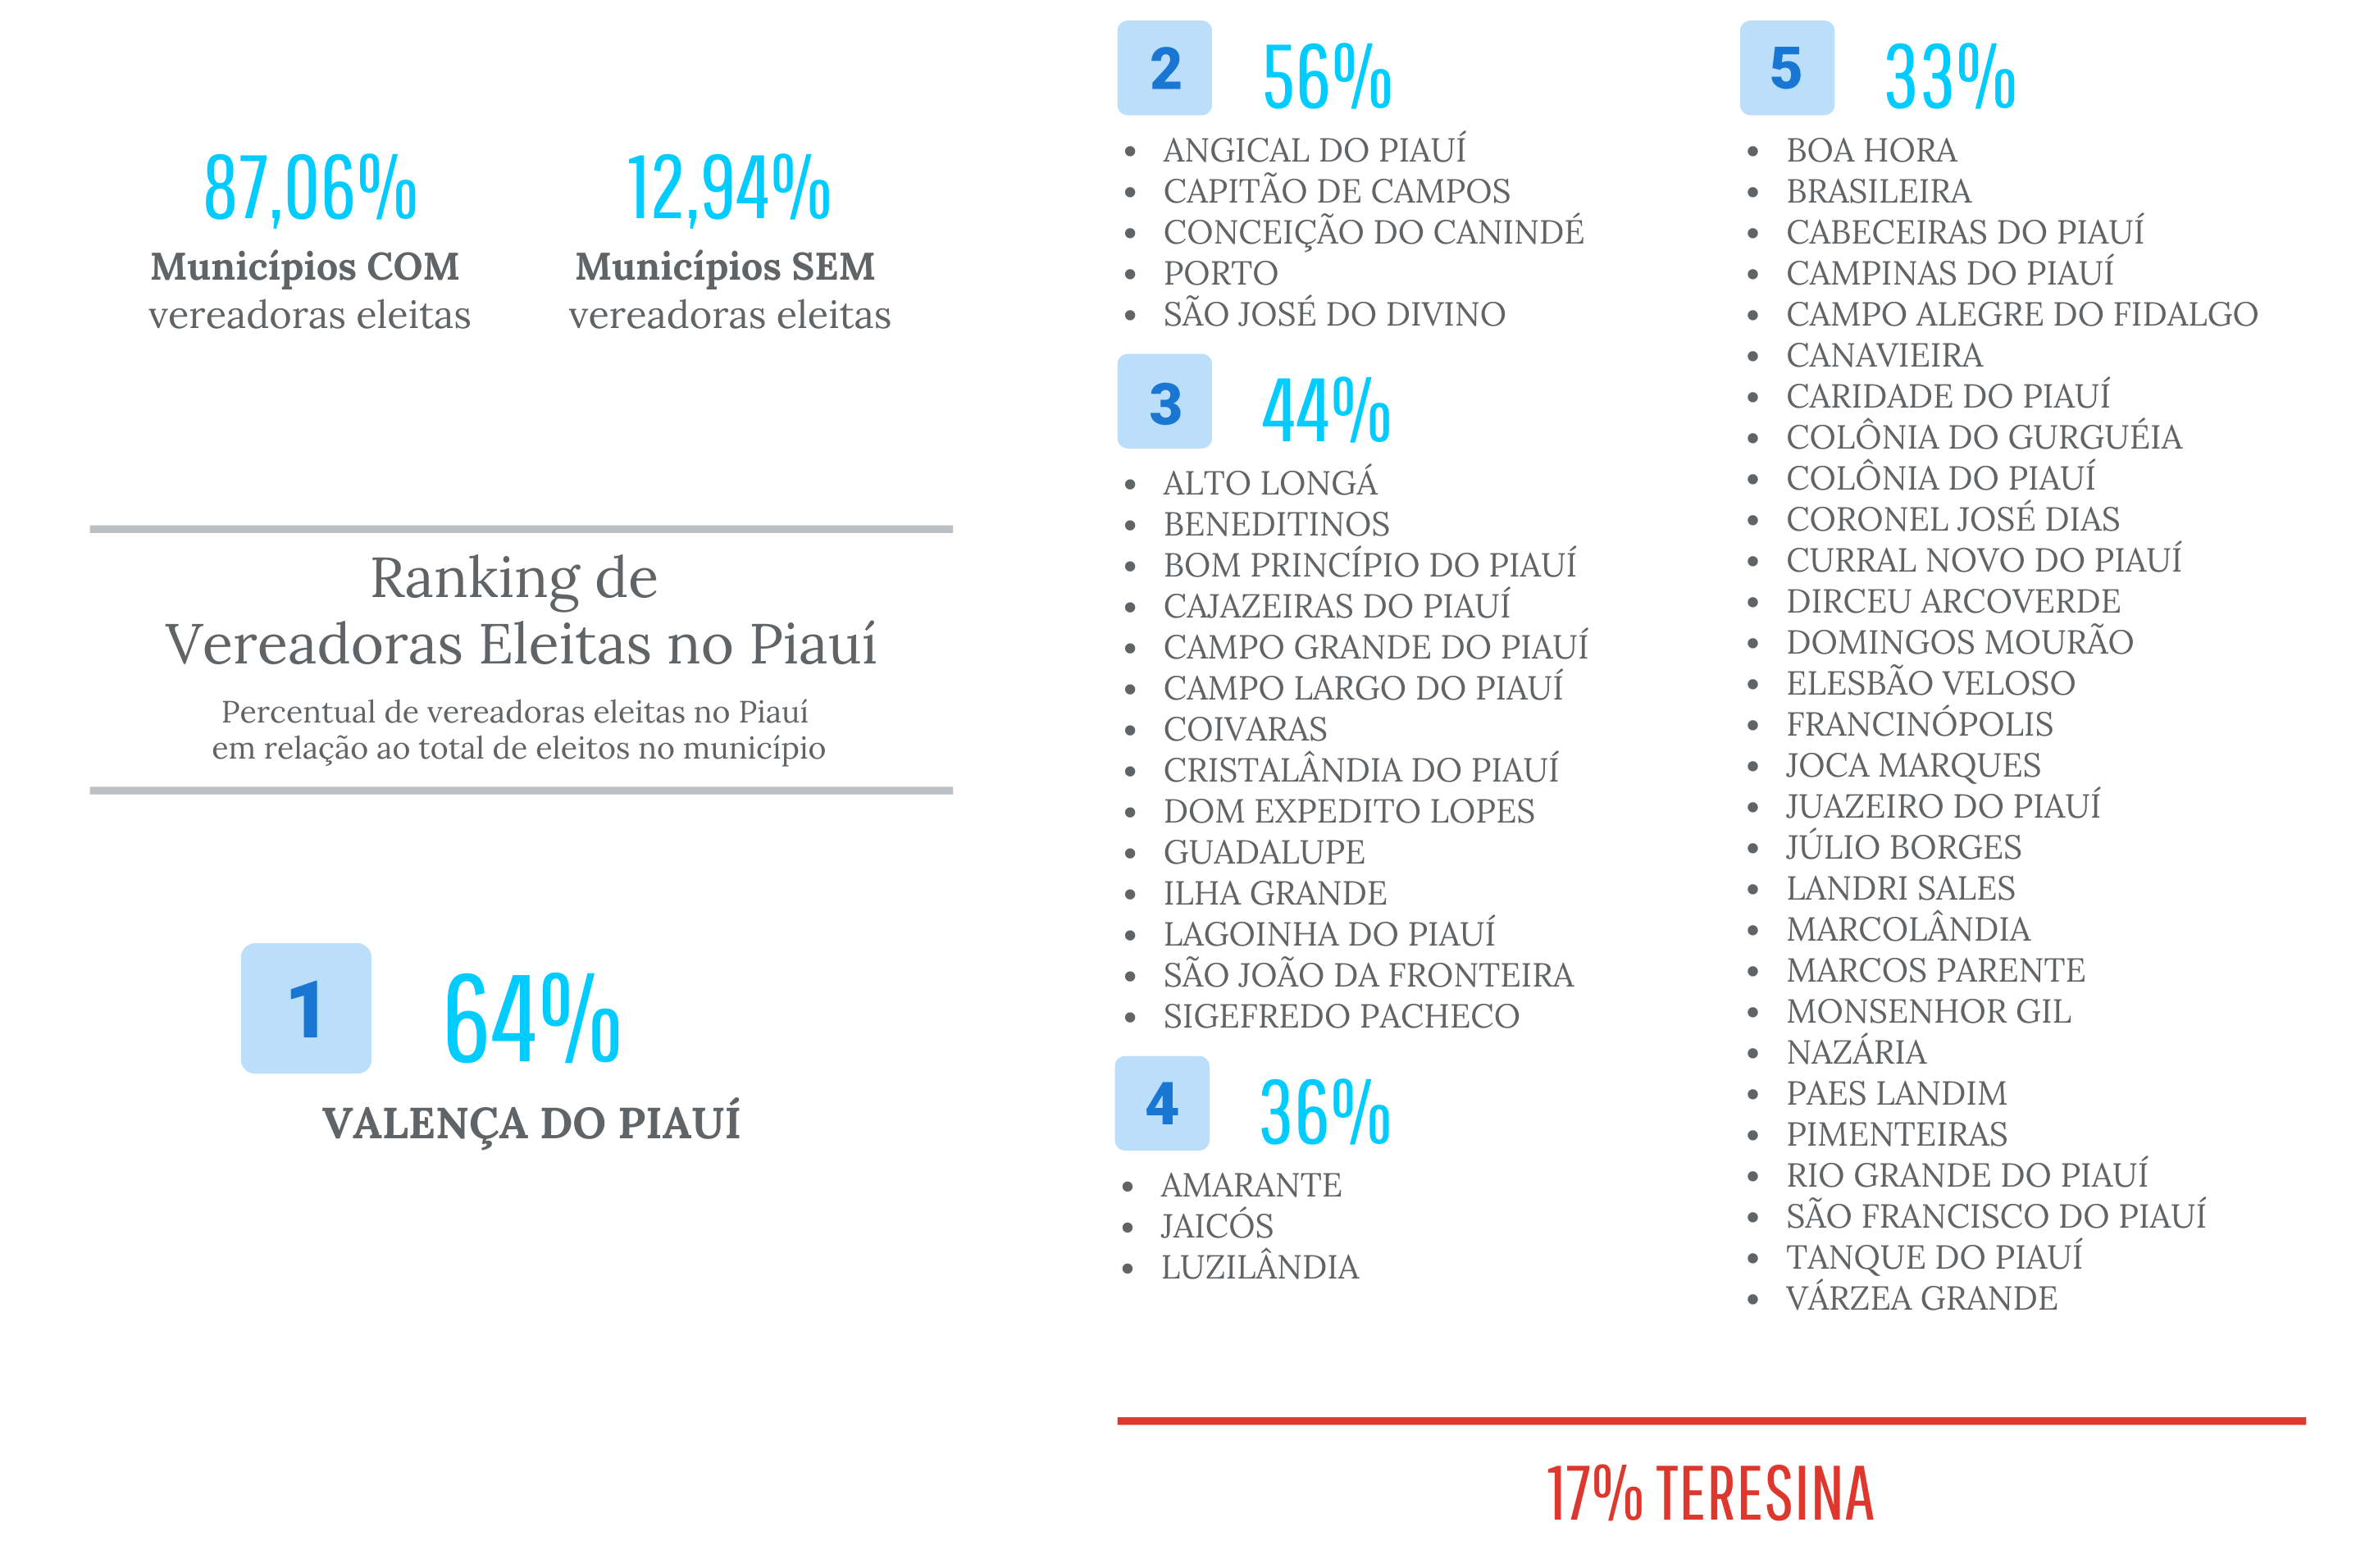 87,06%
Municípios COM
vereadoras eleitas
12,94%
Municípios SEM
vereadoras eleitas
Ranking de
Vereadoras Eleitas no Piauí
Percentual de vereadoras eleitas no Piauí
em relação ao total de eleitos no município
1
64%
VALENÇA DO PIAUÍ
2
56%
• ANGICAL DO PIAUÍ
• CAPITÃO DE CAMPOS
• CONCEIÇÃO DO CANINDÉ
• PORTO
• SÃO JOSÉ DO DIVINO
3
44%
• ALTO LONGÁ
• BENEDITINOS
• BOM PRINCÍPIO DO PIAUÍ
• CAJAZEIRAS DO PIAUÍ
• CAMPO GRANDE DO PIAUÍ
• CAMPO LARGO DO PIAUÍ
• COIVARAS
• CRISTALÂNDIA DO PIAUÍ
• DOM EXPEDITO LOPES
• GUADALUPE
• ILHA GRANDE
• LAGOINHA DO PIAUÍ
• SÃO JOÃO DA FRONTEIRA
• SIGEFREDO PACHECO
4
36%
• AMARANTE
• JAICÓS
• LUZILÂNDIA
5
33%
• BOA HORA
• BRASILEIRA
• CABECEIRAS DO PIAUÍ
• CAMPINAS DO PIAUÍ
• CAMPO ALEGRE DO FIDALGO
• CANAVIEIRA
• CARIDADE DO PIAUÍ
• COLÔNIA DO GURGUÉIA
• COLÔNIA DO PIAUÍ
• CORONEL JOSÉ DIAS
• CURRAL NOVO DO PIAUÍ
• DIRCEU ARCOVERDE
• DOMINGOS MOURÃO
• ELESBÃO VELOSO
• FRANCINÓPOLIS
• JOCA MARQUES
• JUAZEIRO DO PIAUÍ
• JÚLIO BORGES
• LANDRI SALES
• MARCOLÂNDIA
• MARCOS PARENTE
• MONSENHOR GIL
• NAZÁRIA
• PAES LANDIM
• PIMENTEIRAS
• RIO GRANDE DO PIAUÍ
• SÃO FRANCISCO DO PIAUÍ
• TANQUE DO PIAUÍ
• VÁRZEA GRANDE
17% TERESINA